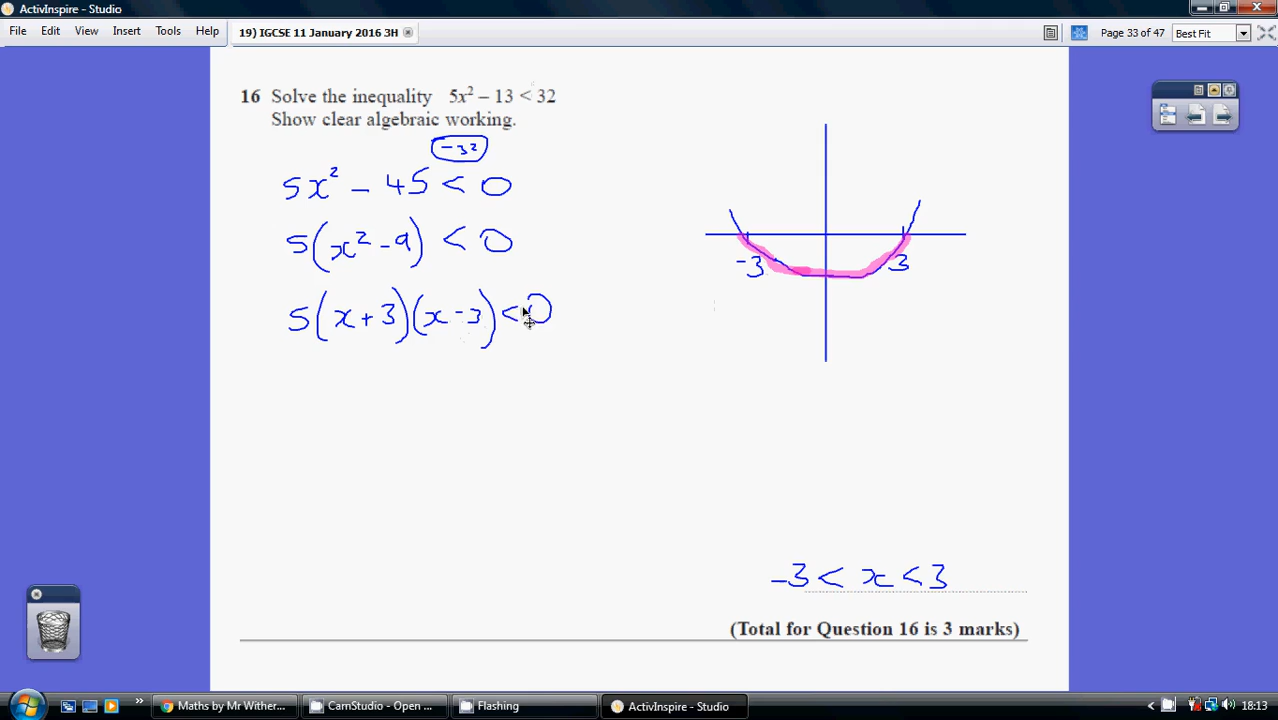 ActivInspire - Studio
File Edit View Insert Tools Help
19) IGCSE 11 January 2016 3H
Page 33 of 47
Best Fit
16 Solve the inequality 5x² – 13 < 32
Show clear algebraic working.
-32
5x² - 45 < 0
5(x² - 9) < 0
5(x+3)(x-3) < 0
-3 3
-3 < x < 3
(Total for Question 16 is 3 marks)
Maths by Mr Wither...
CamStudio - Open ...
Flashing
ActivInspire - Studio
18:13